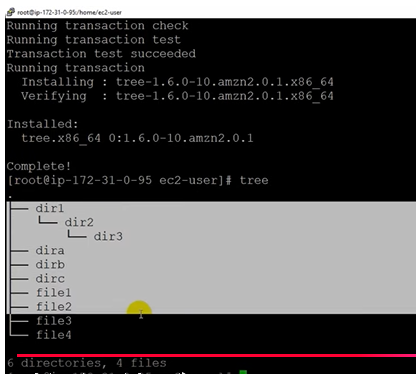 root@ip-172-31-0-95:/home/ec2-user
Running transaction check
Running transaction test
Transaction test succeeded
Running transaction
  Installing : tree-1.6.0-10.amzn2.0.1.x86_64
  Verifying  : tree-1.6.0-10.amzn2.0.1.x86_64
Installed:
  tree.x86_64 0:1.6.0-10.amzn2.0.1
Complete!
[root@ip-172-31-0-95 ec2-user]# tree
.
├── dir1
│   └── dir2
│       └── dir3
├── dira
├── dirb
├── dirc
├── file1
├── file2
├── file3
└── file4
6 directories, 4 files